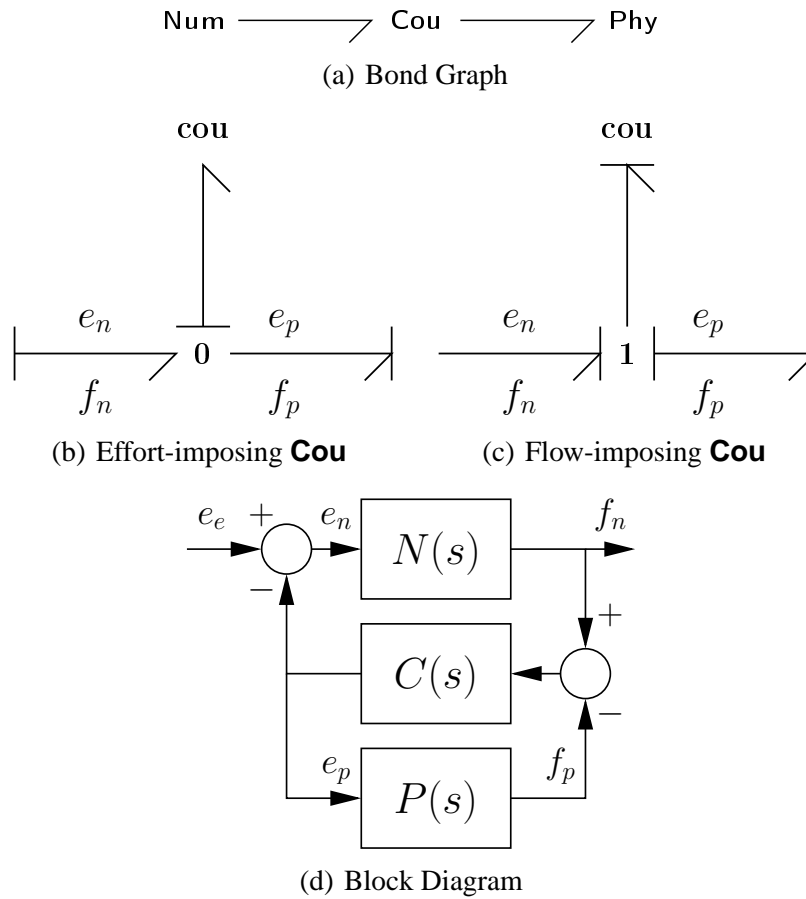 Num Cou Phy
(a) Bond Graph
cou cou
e_n e_p e_n e_p
0 1
f_n f_p f_n f_p
(b) Effort-imposing Cou (c) Flow-imposing Cou
e_e + e_n N(s) f_n
− +
C(s)
−
e_p P(s) f_p
(d) Block Diagram